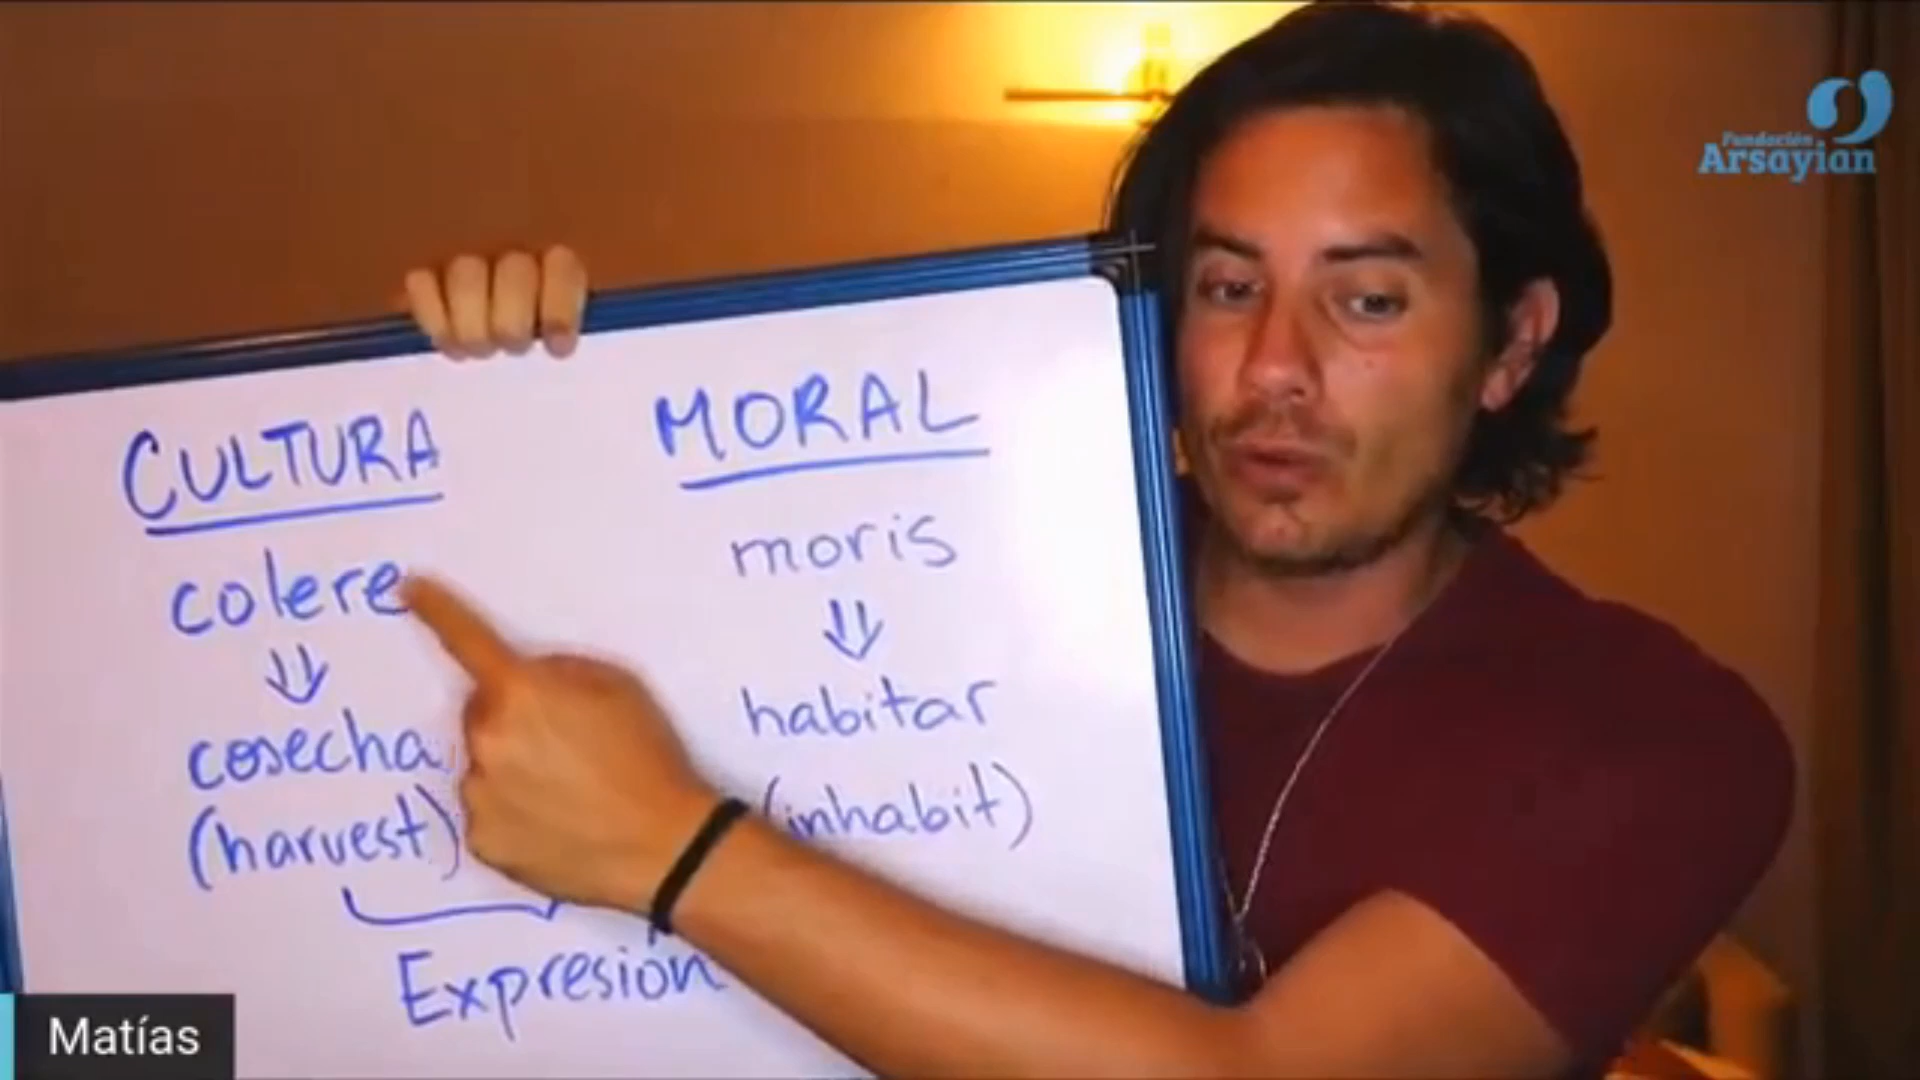 Fundación
Arsayian
CULTURA
colere
cosecha
(harvest)
MORAL
moris
habitar
(inhabit)
Expresión
Matías